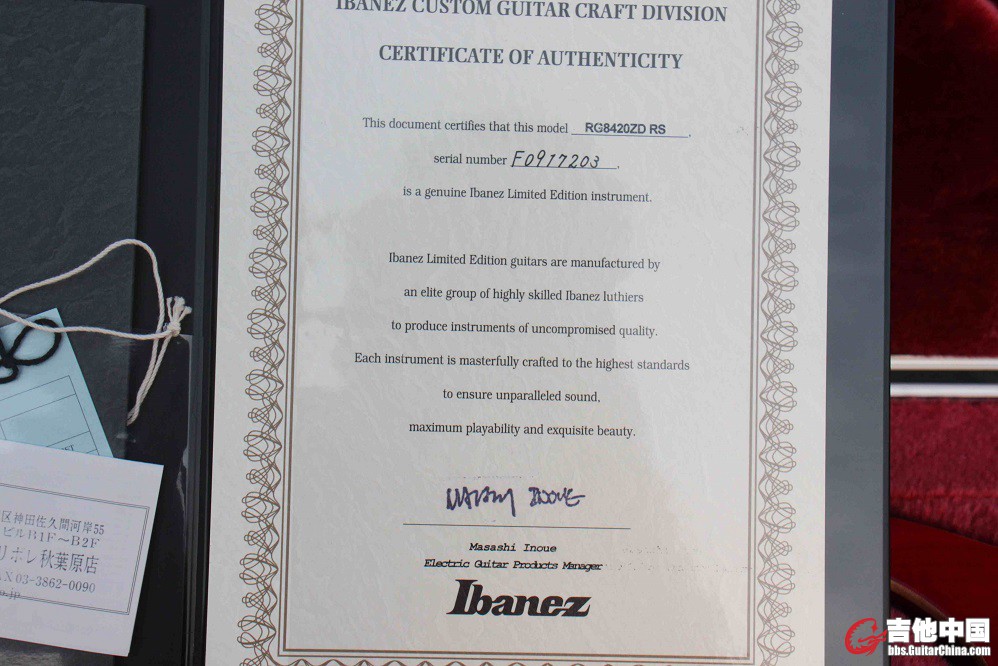 IBANEZ CUSTOM GUITAR CRAFT DIVISION
CERTIFICATE OF AUTHENTICITY
This document certifies that this model RG8420ZD RS,
serial number F0917203.
is a genuine Ibanez Limited Edition instrument.
Ibanez Limited Edition guitars are manufactured by
an elite group of highly skilled Ibanez luthiers
to produce instruments of uncompromised quality.
Each instrument is masterfully crafted to the highest standards
to ensure unparalleled sound,
maximum playability and exquisite beauty.
Masashi Inoue
Electric Guitar Products Manager
Ibanez
区神田佐久間河岸55
ビルB1F〜B2F
リボレ秋葉原店
AX 03-3862-0090
吉他中国
bbs.GuitarChina.com